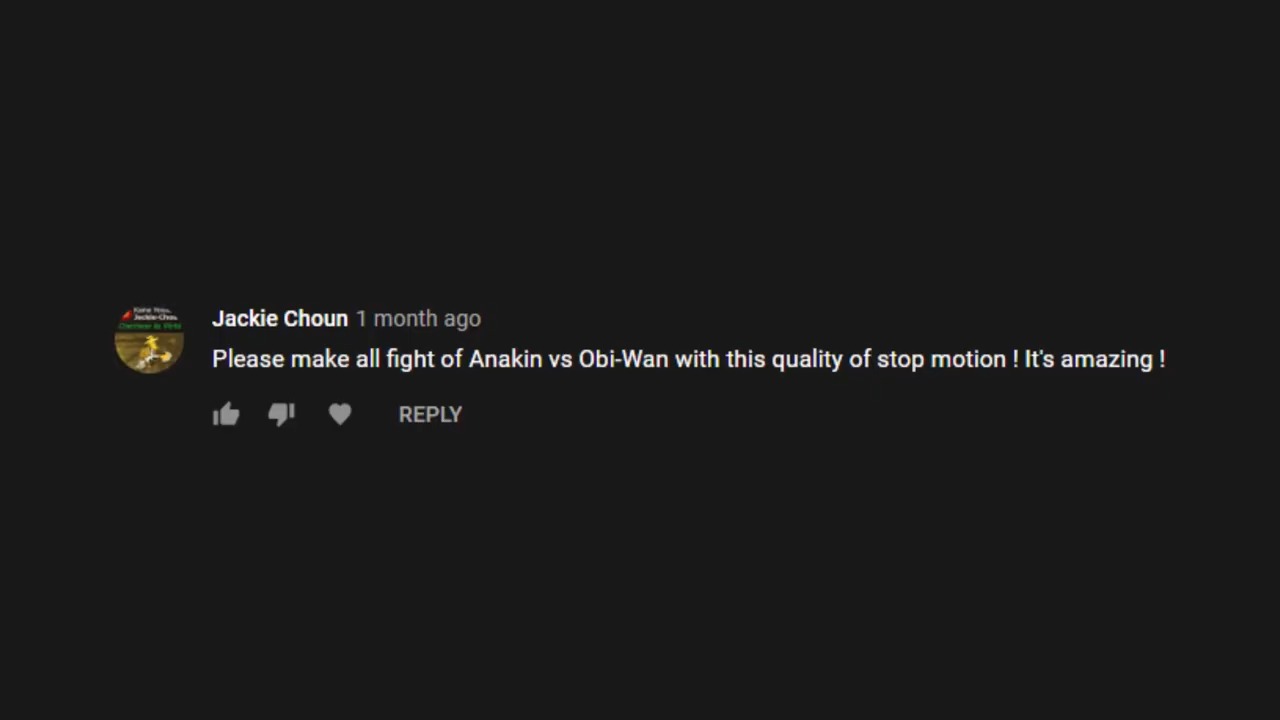 Jackie Choun 1 month ago
Please make all fight of Anakin vs Obi-Wan with this quality of stop motion ! It's amazing !
REPLY